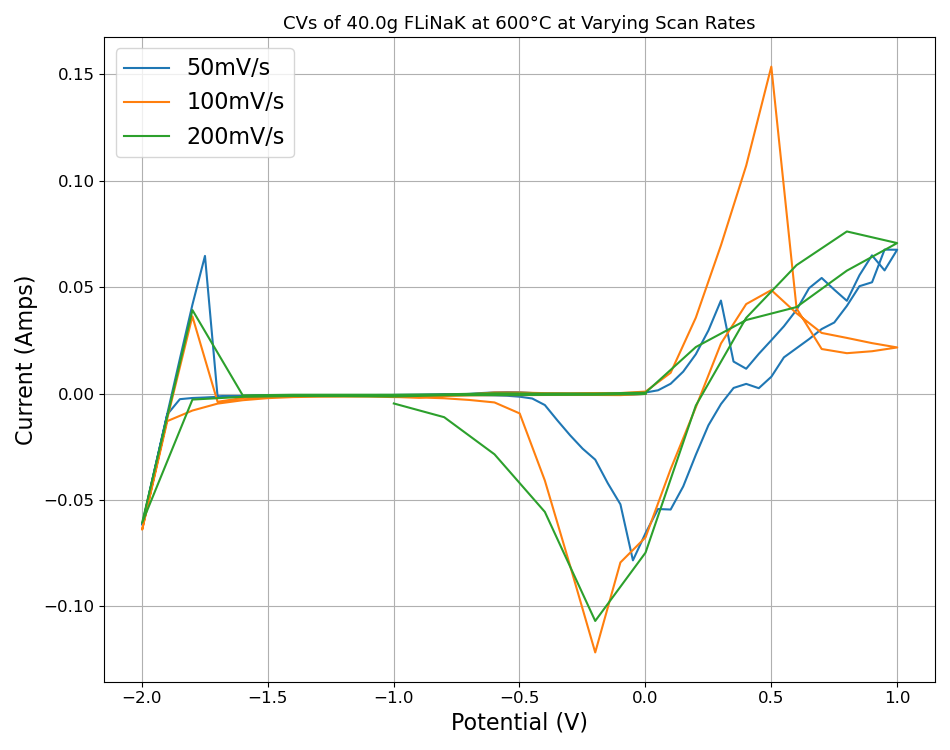 CVs of 40.0g FLiNaK at 600°C at Varying Scan Rates
50mV/s
100mV/s
200mV/s
Current (Amps)
0.15
0.10
0.05
0.00
−0.05
−0.10
−2.0 −1.5 −1.0 −0.5 0.0 0.5 1.0
Potential (V)